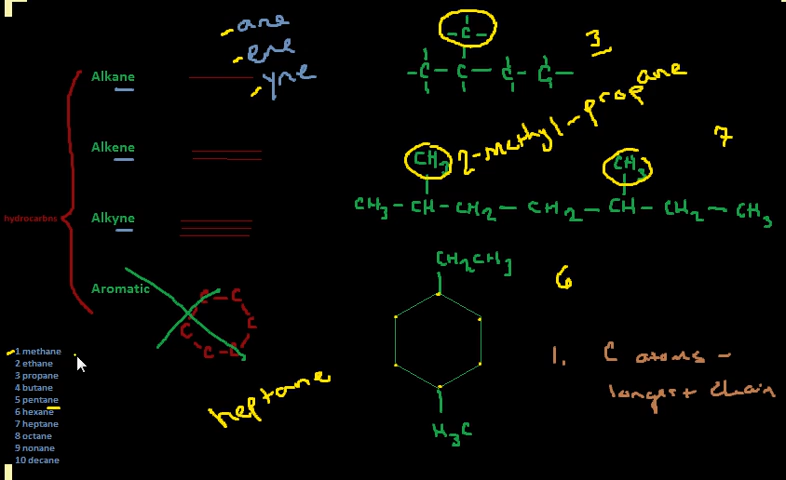 -ane
-ene
-yne
Alkane
Alkene
Alkyne
Aromatic
hydrocarbns
C
C C C C
3
2-methyl-propane
7
CH3 CH3
CH3-CH-CH2-CH2-CH-CH2-CH3
[H2CH]
6
H3C
C-C
C C
C C
C-C
heptane
1. C atoms -
longest chain
1 methane
2 ethane
3 propane
4 butane
5 pentane
6 hexane
7 heptane
8 octane
9 nonane
10 decane